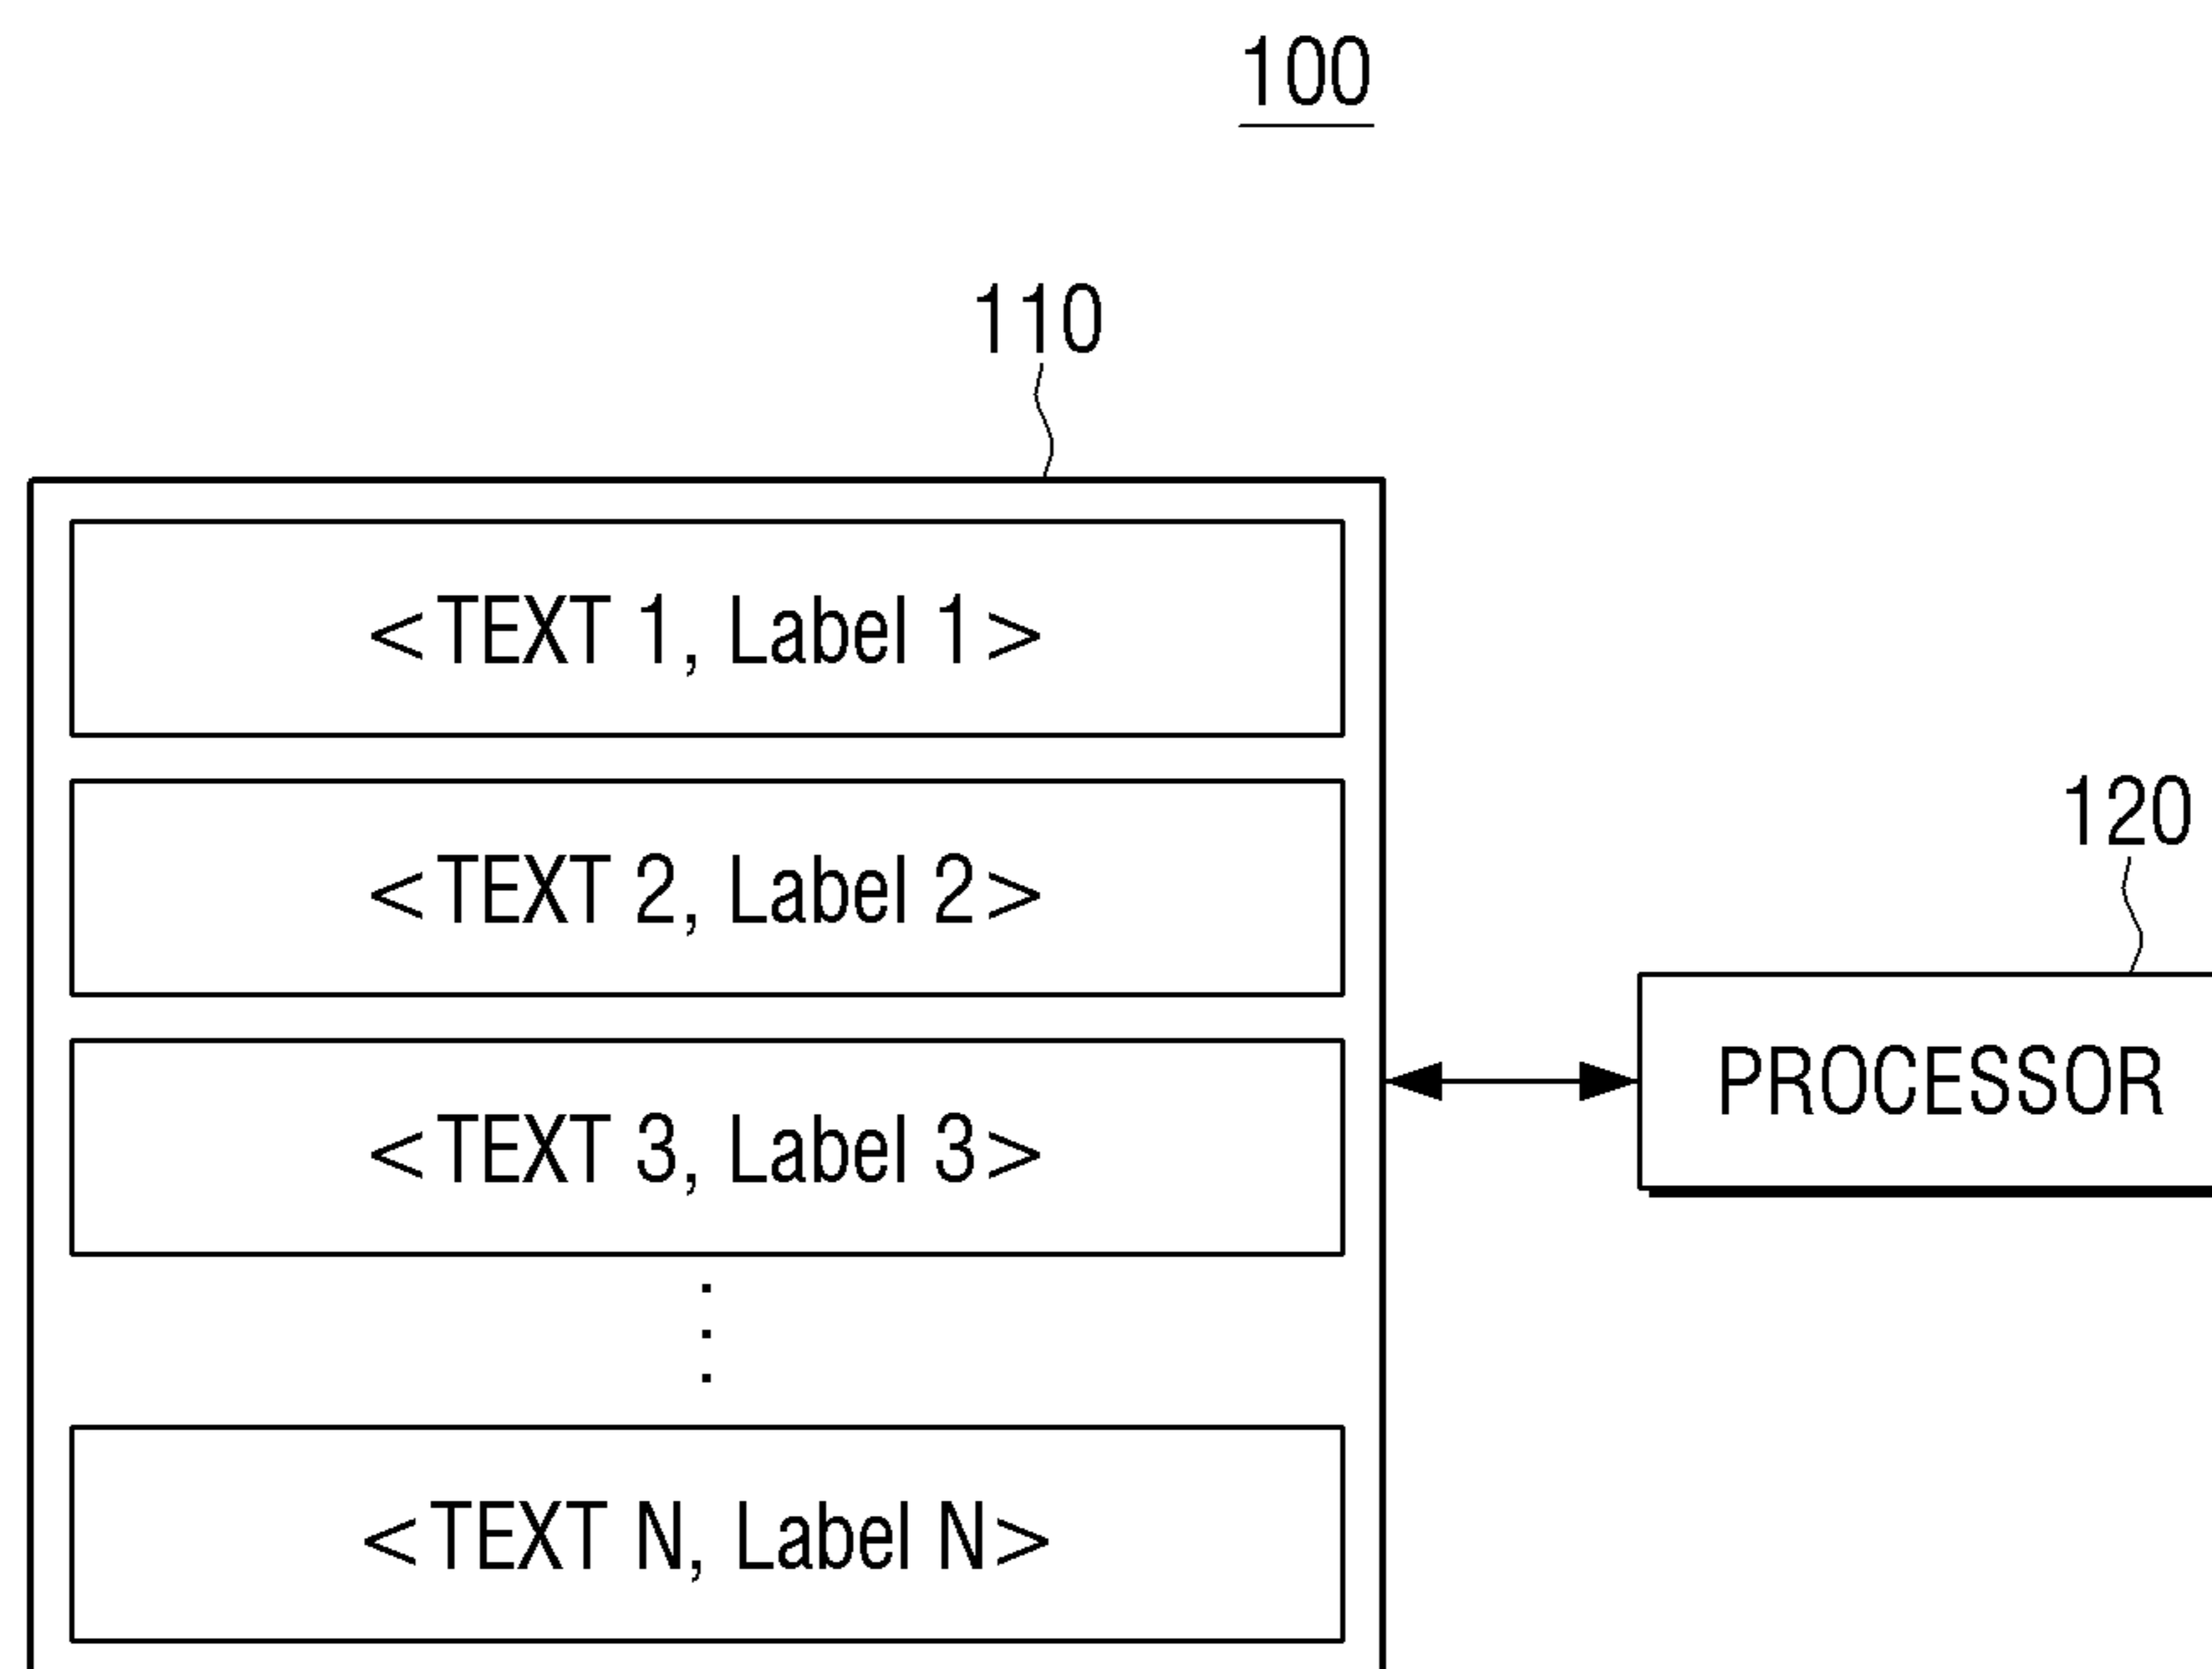 100
110
<TEXT 1, Label 1>
<TEXT 2, Label 2>
120
<TEXT 3, Label 3>
PROCESSOR
<TEXT N, Label N>